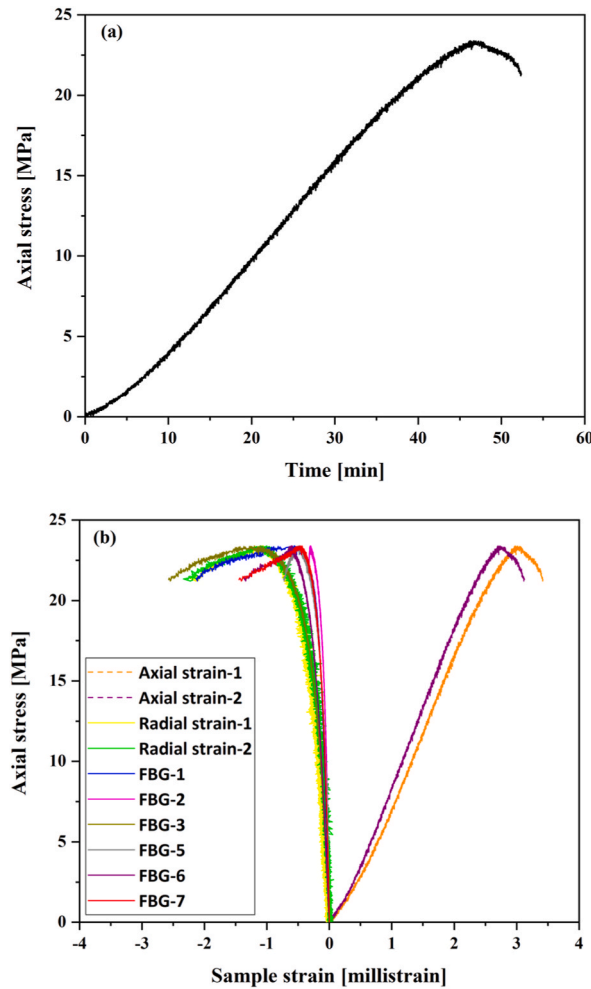 (a)
25
20
15
10
5
0
Axial stress [MPa]
0 10 20 30 40 50 60
Time [min]
(b)
25
20
15
10
5
0
Axial stress [MPa]
Axial strain-1
Axial strain-2
Radial strain-1
Radial strain-2
FBG-1
FBG-2
FBG-3
FBG-5
FBG-6
FBG-7
-4 -3 -2 -1 0 1 2 3 4
Sample strain [millistrain]